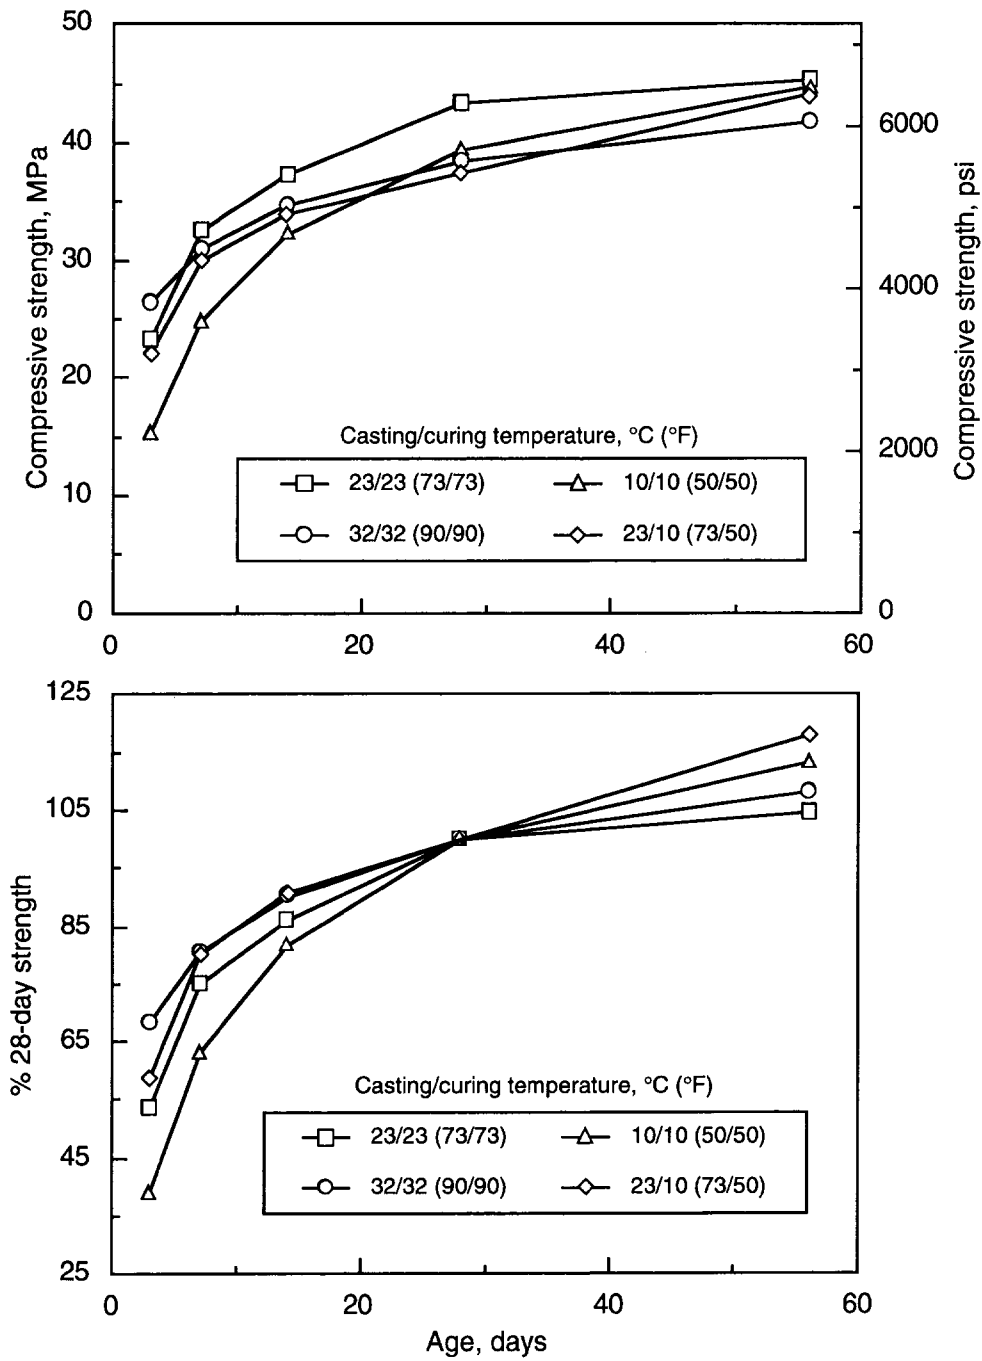 50
40
30
20
10
0
Compressive strength, MPa
6000
4000
2000
0
Compressive strength, psi
Casting/curing temperature, °C (°F)
23/23 (73/73) 10/10 (50/50)
32/32 (90/90) 23/10 (73/50)
0 20 40 60
125
105
85
65
45
25
% 28-day strength
Casting/curing temperature, °C (°F)
23/23 (73/73) 10/10 (50/50)
32/32 (90/90) 23/10 (73/50)
0 20 40 60
Age, days